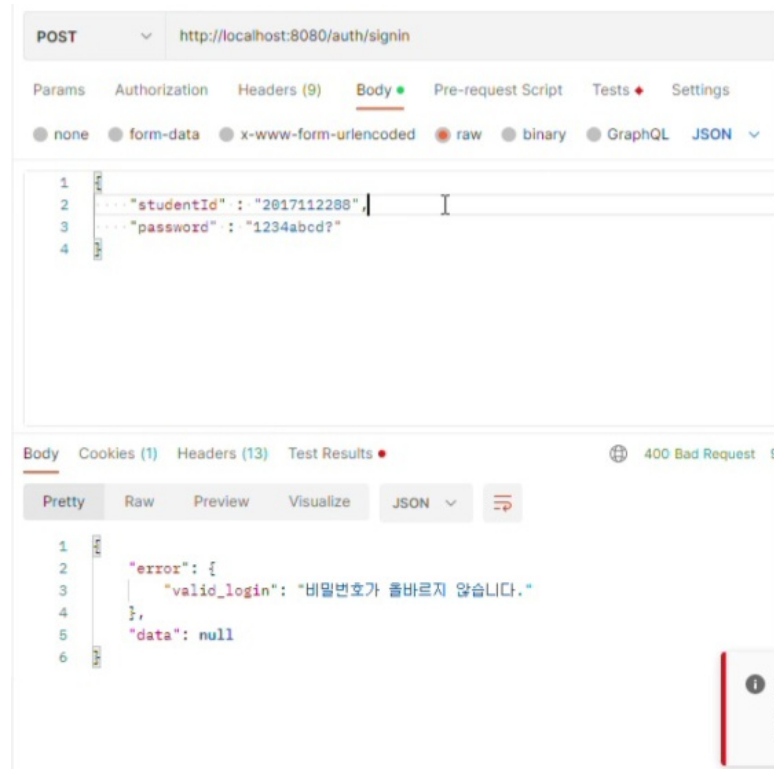 POST http://localhost:8080/auth/signin
Params Authorization Headers (9) Body Pre-request Script Tests Settings
none form-data x-www-form-urlencoded raw binary GraphQL JSON
1 {
2 "studentId" : "2017112288",
3 "password" : "1234abcd?"
4 }
Body Cookies (1) Headers (13) Test Results 400 Bad Request
Pretty Raw Preview Visualize JSON
1 {
2 "error": {
3 "valid_login": "비밀번호가 올바르지 않습니다."
4 },
5 "data": null
6 }